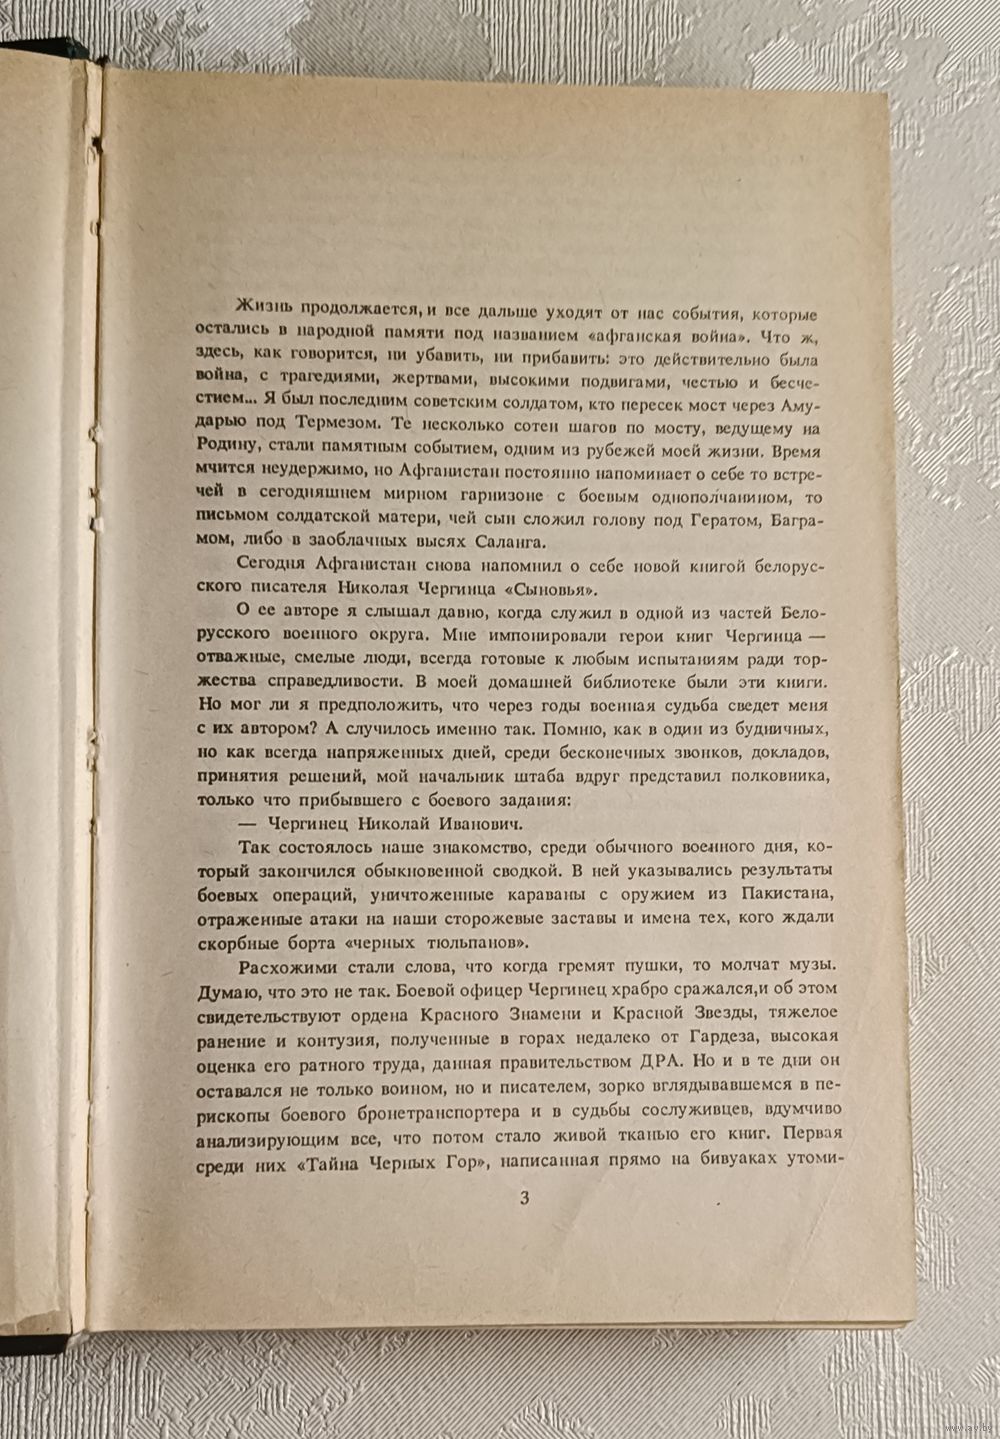 Жизнь продолжается, и все дальше уходят от нас события, которые
остались в народной памяти под названием «афганская война». Что ж,
здесь, как говорится, ни убавить, ни прибавить: это действительно была
война, с трагедиями, жертвами, высокими подвигами, честью и бесче-
стием... Я был последним советским солдатом, кто пересек мост через Аму-
дарью под Термезом. Те несколько сотен шагов по мосту, ведущему на
Родину, стали памятным событием, одним из рубежей моей жизни. Время
мчится неудержимо, но Афганистан постоянно напоминает о себе то встре-
чей в сегодняшнем мирном гарнизоне с боевым однополчанином, то
письмом солдатской матери, чей сын сложил голову под Гератом, Багра-
мом, либо в заоблачных высях Саланга.
Сегодня Афганистан снова напомнил о себе новой книгой белорус-
ского писателя Николая Чергинца «Сыновья».
О ее авторе я слышал давно, когда служил в одной из частей Бело-
русского военного округа. Мне импонировали герои книг Чергинца —
отважные, смелые люди, всегда готовые к любым испытаниям ради тор-
жества справедливости. В моей домашней библиотеке были эти книги.
Но мог ли я предположить, что через годы военная судьба сведет меня
с их автором? А случилось именно так. Помню, как в один из будничных,
но как всегда напряженных дней, среди бесконечных звонков, докладов,
принятия решений, мой начальник штаба вдруг представил полковника,
только что прибывшего с боевого задания:
— Чергинец Николай Иванович.
Так состоялось наше знакомство, среди обычного военного дня, ко-
торый закончился обыкновенной сводкой. В ней указывались результаты
боевых операций, уничтоженные караваны с оружием из Пакистана,
отраженные атаки на наши сторожевые заставы и имена тех, кого ждали
скорбные борта «черных тюльпанов».
Расхожими стали слова, что когда гремят пушки, то молчат музы.
Думаю, что это не так. Боевой офицер Чергинец храбро сражался,и об этом
свидетельствуют ордена Красного Знамени и Красной Звезды, тяжелое
ранение и контузия, полученные в горах недалеко от Гардеза, высокая
оценка его ратного труда, данная правительством ДРА. Но и в те дни он
оставался не только воином, но и писателем, зорко вглядывавшемся в пе-
рископы боевого бронетранспортера и в судьбы сослуживцев, вдумчиво
анализирующим все, что потом стало живой тканью его книг. Первая
среди них «Тайна Черных Гор», написанная прямо на бивуаках утоми-
3
www.ay.by